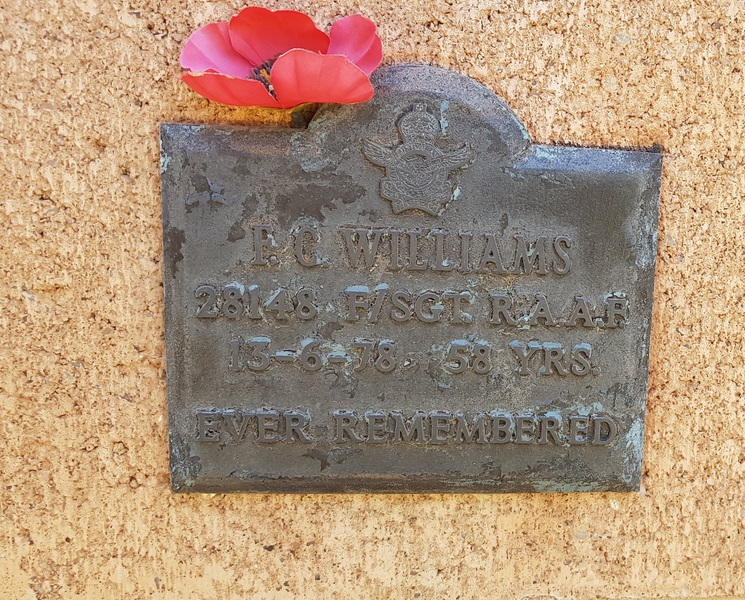 F. C. WILLIAMS
28148 F/SGT R.A.A.F.
13-6-78. 58 YRS.
EVER REMEMBERED